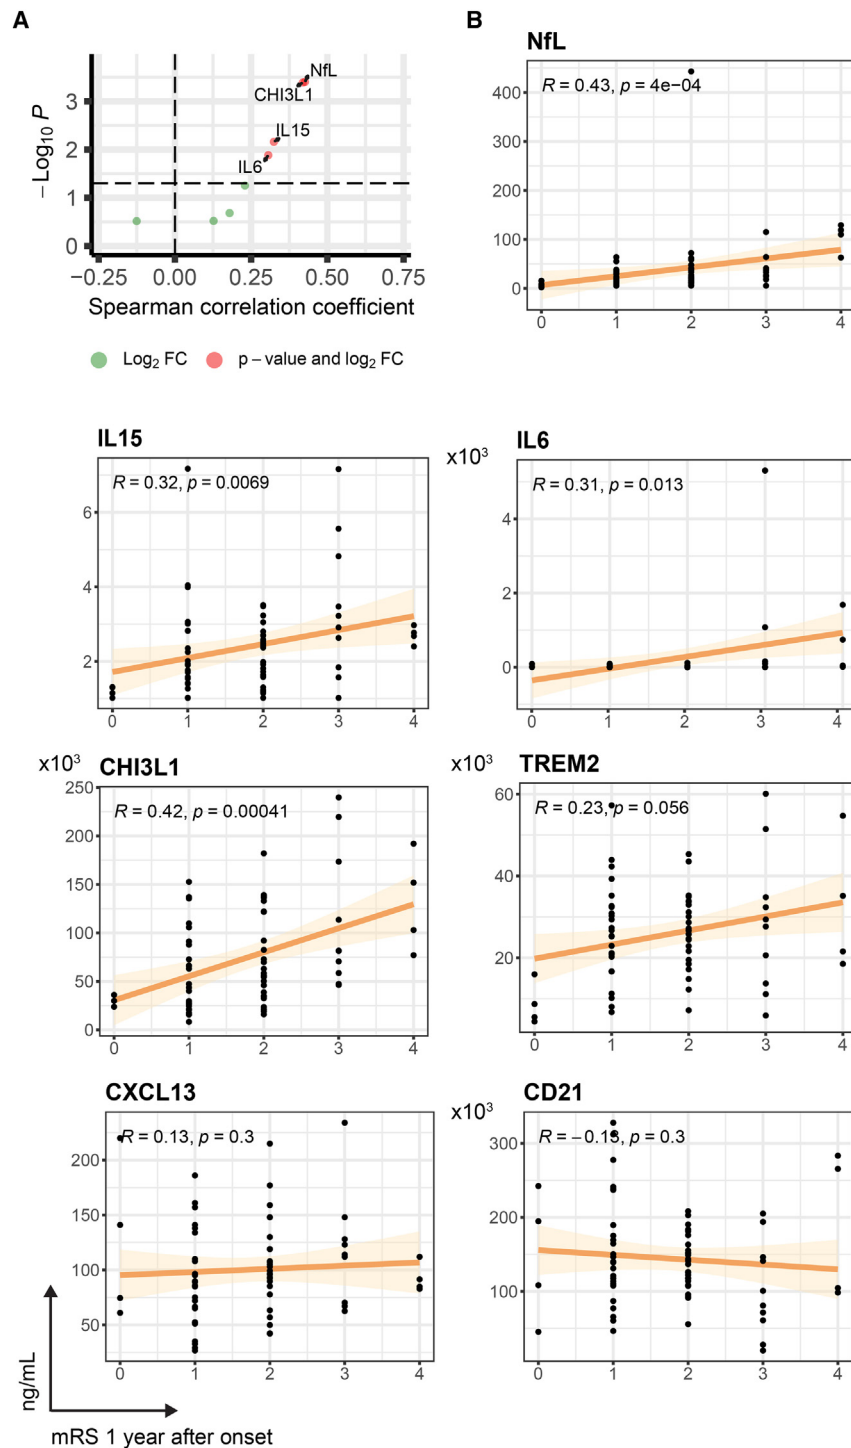 A
B
NfL
R = 0.43, p = 4e−04
400
300
200
100
0
0 1 2 3 4
−Log10 P
3
2
1
0
NfL
CHI3L1
IL15
IL6
−0.25 0.00 0.25 0.50 0.75
Spearman correlation coefficient
Log2 FC
p − value and log2 FC
IL15
R = 0.32, p = 0.0069
6
4
2
0 1 2 3 4
x10³
IL6
R = 0.31, p = 0.013
4
2
0
0 1 2 3 4
x10³
CHI3L1
R = 0.42, p = 0.00041
250
200
150
100
50
0
0 1 2 3 4
x10³
TREM2
R = 0.23, p = 0.056
60
40
20
0 1 2 3 4
CXCL13
R = 0.13, p = 0.3
200
150
100
50
0 1 2 3 4
x10³
CD21
p = 0.3
300
200
100
0 1 2 3 4
ng/mL
mRS 1 year after onset